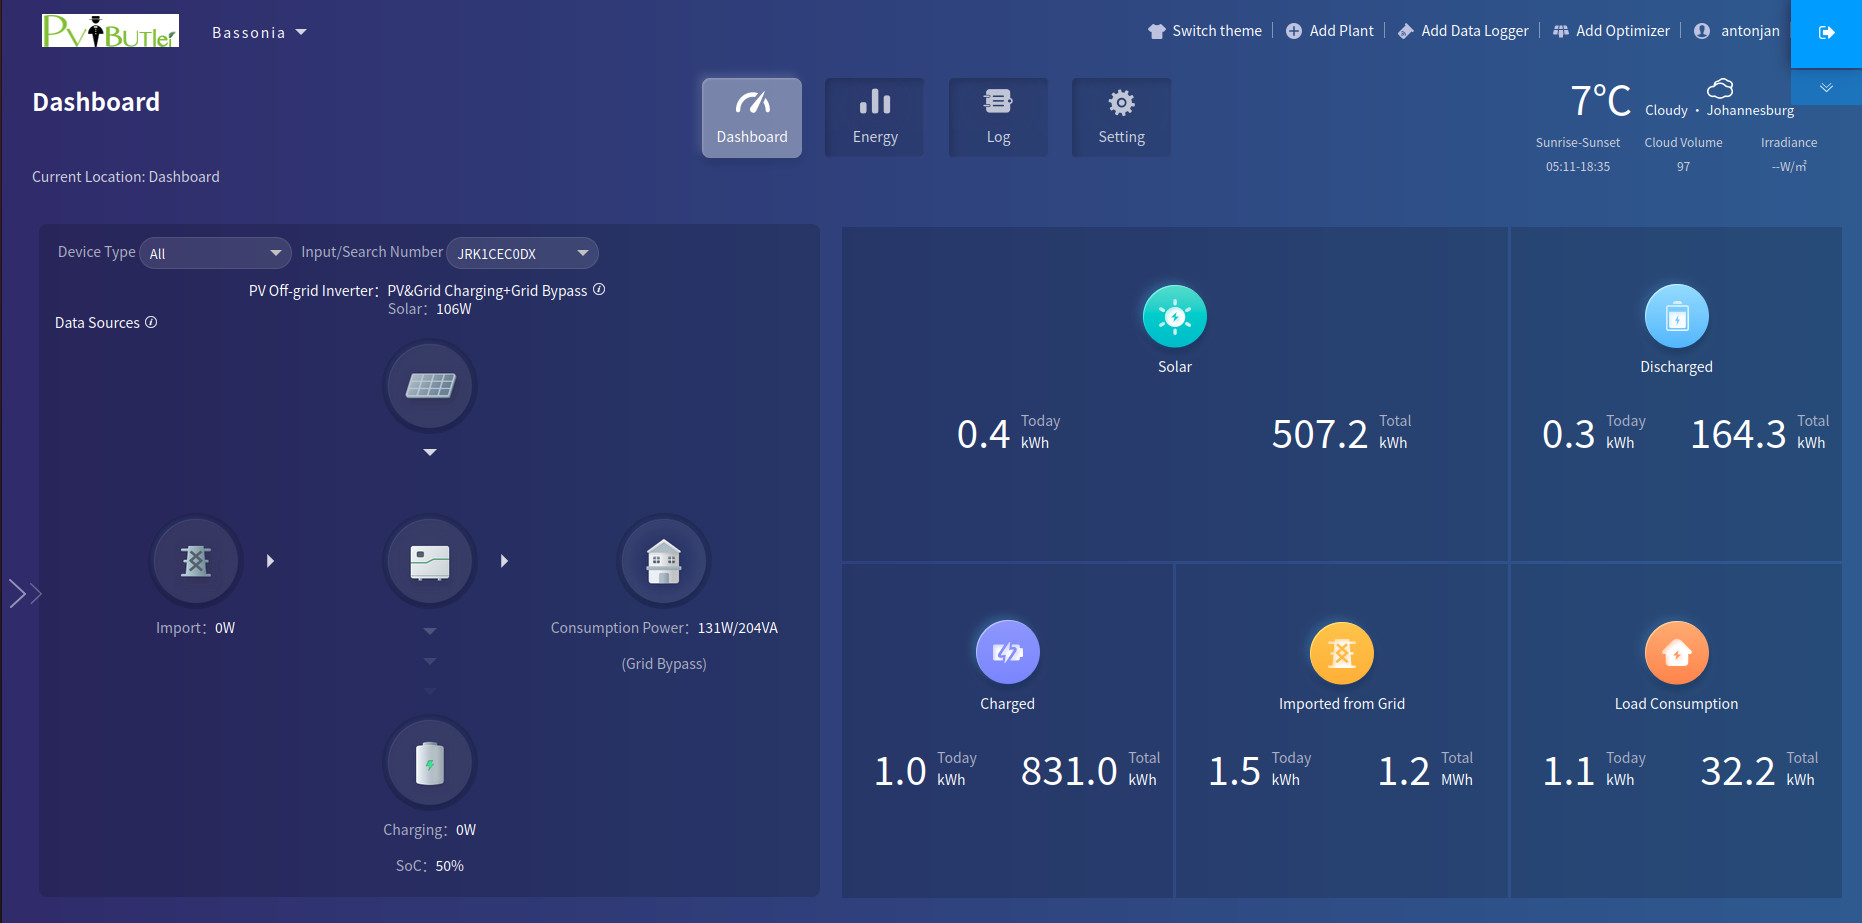 PV BUTLER
Bassonia
Switch theme
Add Plant
Add Data Logger
Add Optimizer
antonjan
Dashboard
Dashboard
Energy
Log
Setting
7°C
Cloudy • Johannesburg
Sunrise-Sunset
Cloud Volume
Irradiance
05:11-18:35
97
--W/㎡
Current Location: Dashboard
Device Type
All
Input/Search Number
JRK1CEC0DX
PV Off-grid Inverter： PV&Grid Charging+Grid Bypass
Solar： 106W
Data Sources
Import： 0W
Consumption Power： 131W/204VA
(Grid Bypass)
Charging： 0W
SoC： 50%
Solar
0.4 Today kWh
507.2 Total kWh
Discharged
0.3 Today kWh
164.3 Total kWh
Charged
1.0 Today kWh
831.0 Total kWh
Imported from Grid
1.5 Today kWh
1.2 Total MWh
Load Consumption
1.1 Today kWh
32.2 Total kWh